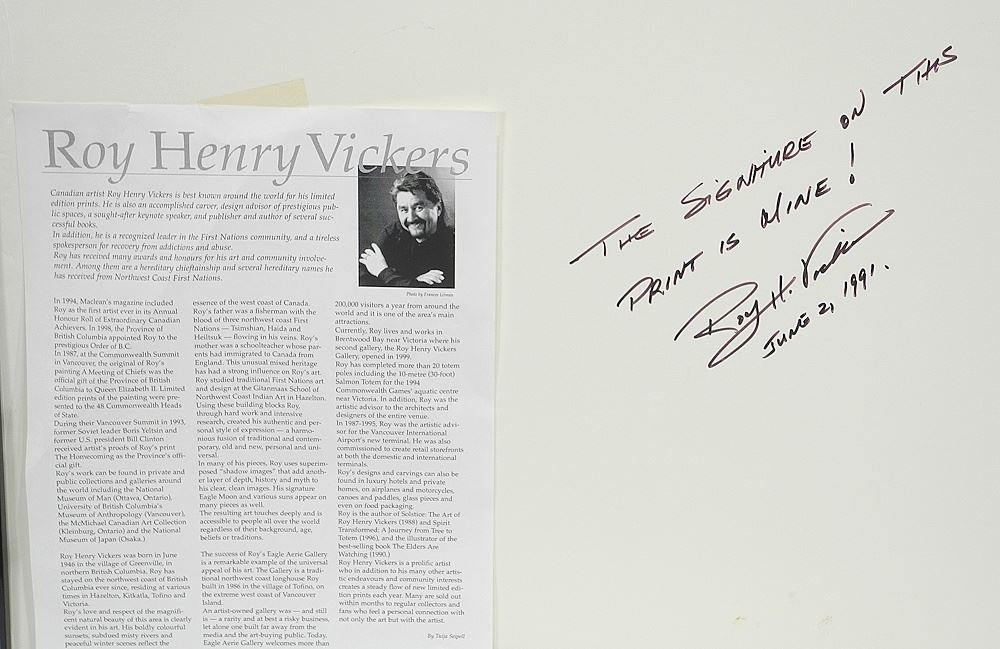 Roy Henry Vickers
Canadian artist Roy Henry Vickers is best known around the world for his limited
edition prints. He is also an accomplished carver, design advisor of prestigious pub-
lic spaces, a sought-after keynote speaker, and publisher and author of several suc-
cessful books.
In addition, he is a recognized leader in the First Nations community, and a tireless
spokesperson for recovery from addictions and abuse.
Roy has received many awards and honours for his art and community involve-
ment. Among them are a hereditary chieftainship and several hereditary names he
has received from Northwest Coast First Nations.
Photo by Frances Litman
In 1994, Maclean's magazine included
Roy as the first artist ever in its Annual
Honour Roll of Extraordinary Canadian
Achievers. In 1998, the Province of
British Columbia appointed Roy to the
prestigious Order of B.C.
In 1987, at the Commonwealth Summit
in Vancouver, the original of Roy's
painting A Meeting of Chiefs was the
official gift of the Province of British
Columbia to Queen Elizabeth II. Limited
edition prints of the painting were pre-
sented to the 48 Commonwealth Heads
of State.
During their Vancouver Summit in 1993,
former Soviet leader Boris Yeltsin and
former U.S. president Bill Clinton
received artist's proofs of Roy's print
The Homecoming as the Province's offi-
cial gift.
Roy's work can be found in private and
public collections and galleries around
the world including the National
Museum of Man (Ottawa, Ontario),
University of British Columbia's
Museum of Anthropology (Vancouver),
the McMichael Canadian Art Collection
(Kleinburg, Ontario) and the National
Museum of Japan (Osaka.)
Roy Henry Vickers was born in June
1946 in the village of Greenville, in
northern British Columbia. Roy has
stayed on the northwest coast of British
Columbia ever since, residing at various
times in Hazelton, Kitkatla, Tofino and
Victoria.
Roy's love and respect of the magnifi-
cent natural beauty of this area is clearly
evident in his art. His boldly colourful
sunsets, subdued misty rivers and
peaceful winter scenes reflect the
essence of the west coast of Canada.
Roy's father was a fisherman with the
blood of three northwest coast First
Nations — Tsimshian, Haida and
Heiltsuk — flowing in his veins. Roy's
mother was a schoolteacher whose par-
ents had immigrated to Canada from
England. This unusual mixed heritage
has had a strong influence on Roy's art.
Roy studied traditional First Nations art
and design at the Gitanmaax School of
Northwest Coast Indian Art in Hazelton.
Using these building blocks Roy,
through hard work and intensive
research, created his authentic and per-
sonal style of expression — a harmo-
nious fusion of traditional and contem-
porary, old and new, personal and uni-
versal.
In many of his pieces, Roy uses superim-
posed "shadow images" that add anoth-
er layer of depth, history and myth to
his clear, clean images. His signature
Eagle Moon and various suns appear on
many pieces as well.
The resulting art touches deeply and is
accessible to people all over the world
regardless of their background, age,
beliefs or traditions.
The success of Roy's Eagle Aerie Gallery
is a remarkable example of the universal
appeal of his art. The Gallery is a tradi-
tional northwest coast longhouse Roy
built in 1986 in the village of Tofino, on
the extreme west coast of Vancouver
Island.
An artist-owned gallery was — and still
is — a rarity and at best a risky business,
let alone one built far away from the
media and the art-buying public. Today,
Eagle Aerie Gallery welcomes more than
200,000 visitors a year from around the
world and it is one of the area's main
attractions.
Currently, Roy lives and works in
Brentwood Bay near Victoria where his
second gallery, the Roy Henry Vickers
Gallery, opened in 1999.
Roy has completed more than 20 totem
poles including the 10-metre (30-foot)
Salmon Totem for the 1994
Commonwealth Games' aquatic centre
near Victoria. In addition, Roy was the
artistic advisor to the architects and
designers of the entire venue.
In 1987-1995, Roy was the artistic advi-
sor for the Vancouver International
Airport's new terminal. He was also
commissioned to create retail storefronts
at both the domestic and international
terminals.
Roy's designs and carvings can also be
found in luxury hotels and private
homes, on airplanes and motorcycles,
canoes and paddles, glass pieces and
even on food packaging.
Roy is the author of Solstice: The Art of
Roy Henry Vickers (1988) and Spirit
Transformed: A Journey from Tree to
Totem (1996), and the illustrator of the
best-selling book The Elders Are
Watching (1990.)
Roy Henry Vickers is a prolific artist
who in addition to his many other artis-
tic endeavours and community interests
creates a steady flow of new limited edi-
tion prints each year. Many are sold out
within months to regular collectors and
fans who feel a personal connection with
not only the art but with the artist.
By Tuija Seipell
THE SIGNATURE ON THIS
PRINT IS MINE!
Roy H. Vickers
JUNE 2, 1991.